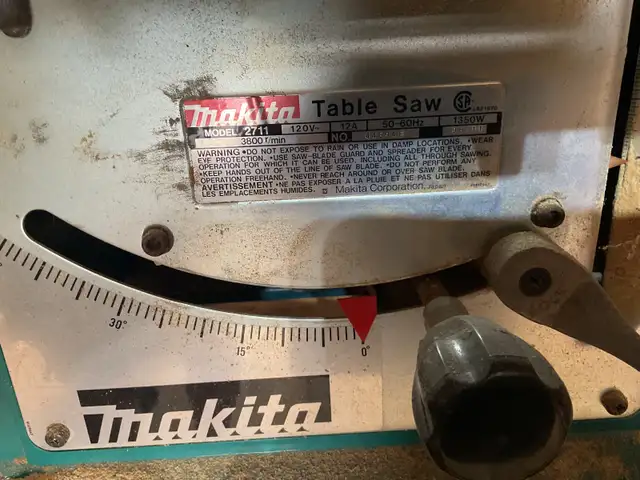 makita Table Saw
MODEL 2711 120V~ 12A 50-60Hz 1350W
3800/min NO.
WARNING • DO NOT EXPOSE TO RAIN OR USE IN DAMP LOCATIONS. • WEAR
EYE PROTECTION. • USE SAW-BLADE GUARD AND SPREADER FOR EVERY
OPERATION FOR WHICH IT CAN BE USED, INCLUDING ALL THROUGH SAWING.
• KEEP HANDS OUT OF THE LINE OF SAW BLADE. • DO NOT PERFORM ANY
OPERATION FREEHAND. • NEVER REACH AROUND OR OVER SAW BLADE
AVERTISSEMENT • NE PAS EXPOSER A LA PLUIE ET NE PAS UTILISER DANS
LES EMPLACEMENTS HUMIDES. Makita Corporation
30° 15° 0°
makita